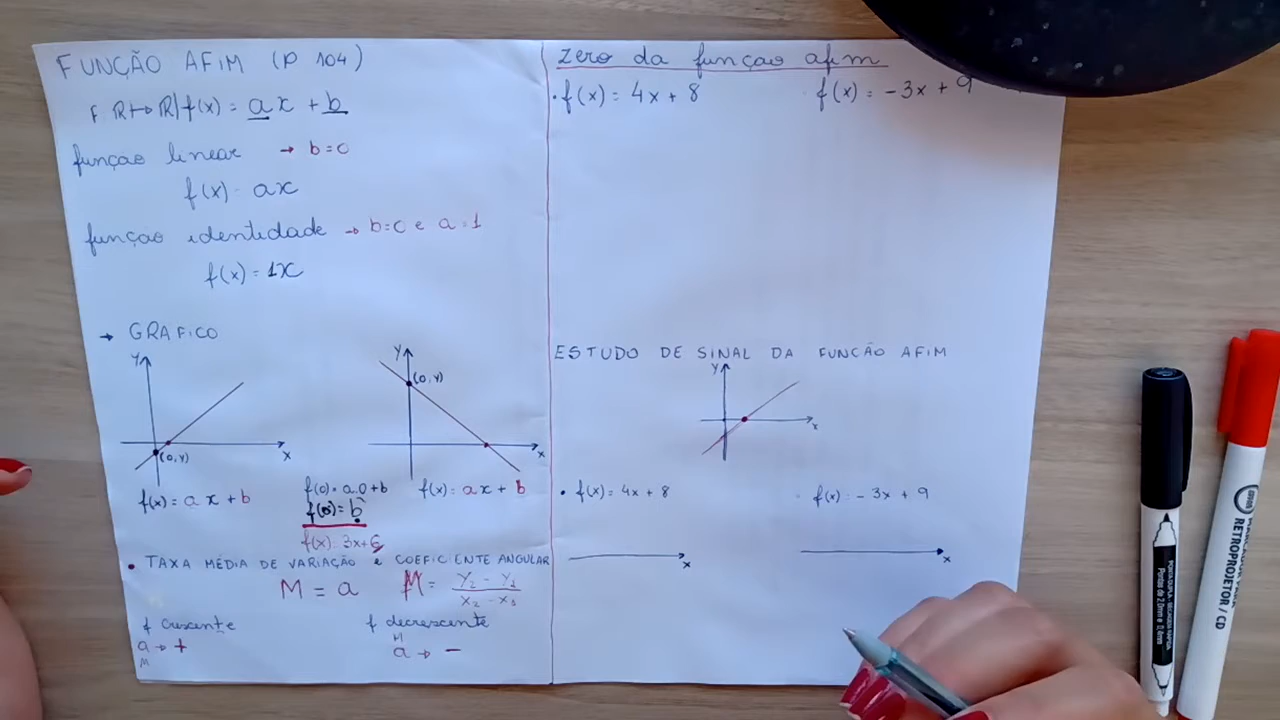 FUNÇÃO AFIM (P 104)
f ℝ↦ℝ|f(x) = ax + b
função linear → b=0
f(x) = ax
função identidade → b=0 e a=1
f(x) = 1x
→ GRÁFICO
Y
(0,Y)
X
Y
(0,Y)
X
f(x) = ax + b
f(0) = a.0+b
f(0) = b
f(x) = 3x+6
f(x) = ax + b
• TAXA MÉDIA DE VARIAÇÃO e COEFICIENTE ANGULAR
M = a
M = Y₂ - Y₁
X₂ - X₁
f crescente
a → +
M
f decrescente
M
a → -
zero da função afim
• f(x) = 4x + 8
• f(x) = -3x + 9
ESTUDO DE SINAL DA FUNÇÃO AFIM
Y
x
• f(x) = 4x + 8
x
• f(x) = -3x + 9
x
PONTA DUPLA
RETROPROJETOR / CD